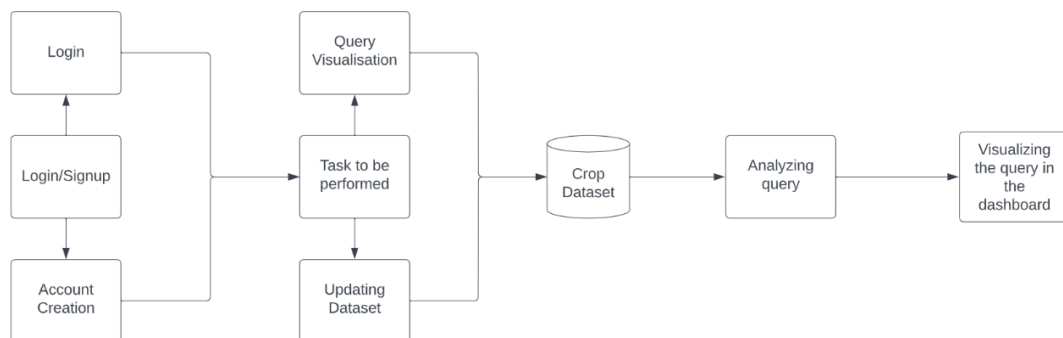 Login
Login/Signup
Account
Creation
Query
Visualisation
Task to be
performed
Updating
Dataset
Crop
Dataset
Analyzing
query
Visualizing
the query in
the
dashboard